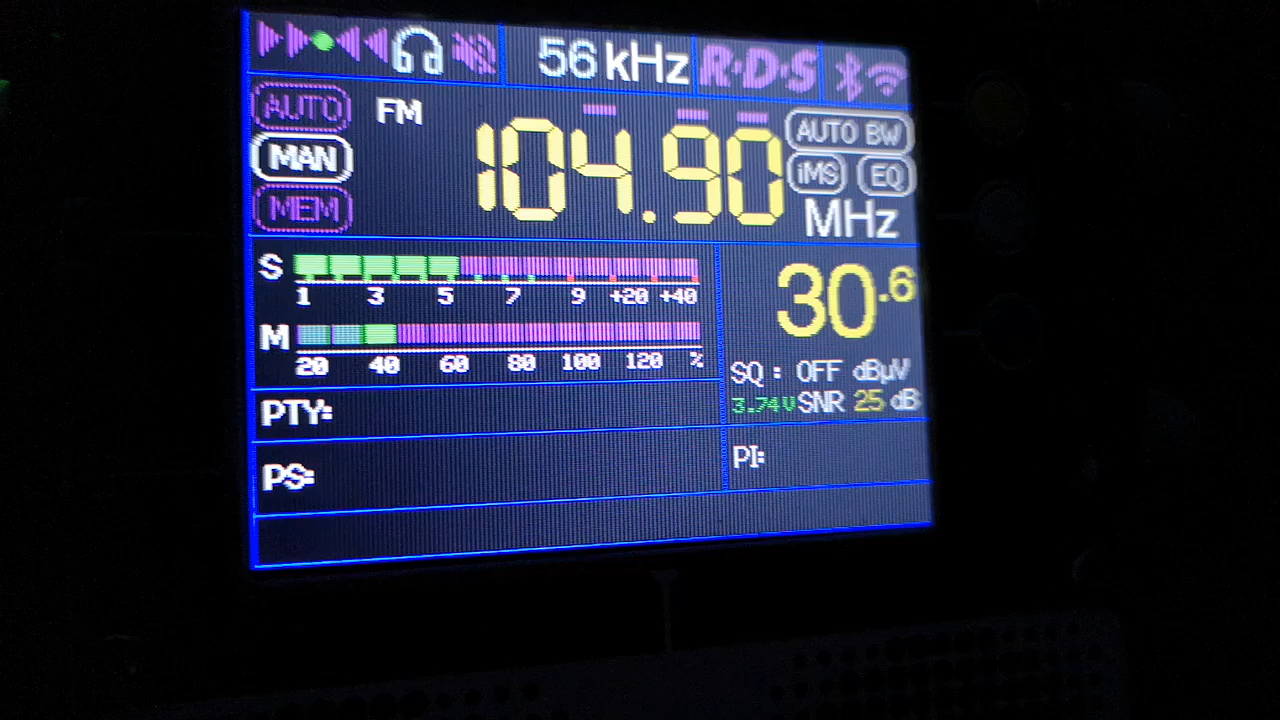 56 kHz R·D·S
AUTO FM 104.90 AUTO BW
MAN iMS EQ
MEM MHz
S 30.6
1 3 5 7 9 +20 +40
M
20 40 60 80 100 120 %
SQ : OFF dBµV
3.74V SNR 25 dB
PTY:
PS: PI: